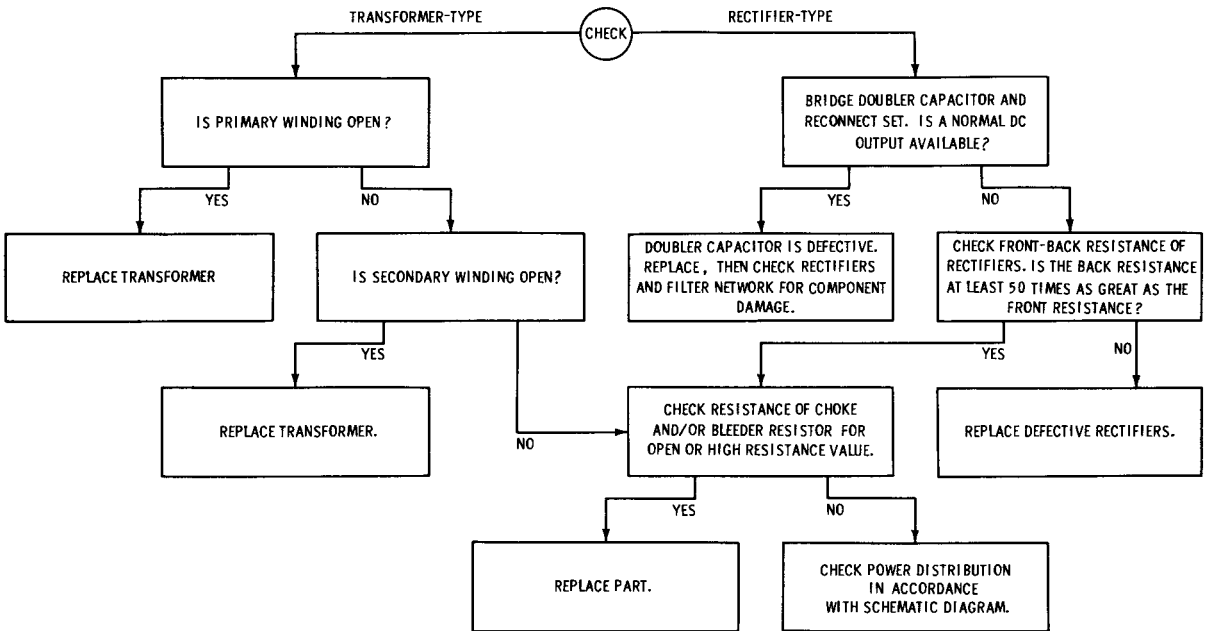 TRANSFORMER-TYPE
CHECK
RECTIFIER-TYPE
IS PRIMARY WINDING OPEN?
BRIDGE DOUBLER CAPACITOR AND
RECONNECT SET. IS A NORMAL DC
OUTPUT AVAILABLE?
YES
NO
YES
NO
REPLACE TRANSFORMER
IS SECONDARY WINDING OPEN?
DOUBLER CAPACITOR IS DEFECTIVE.
REPLACE, THEN CHECK RECTIFIERS
AND FILTER NETWORK FOR COMPONENT
DAMAGE.
CHECK FRONT-BACK RESISTANCE OF
RECTIFIERS. IS THE BACK RESISTANCE
AT LEAST 50 TIMES AS GREAT AS THE
FRONT RESISTANCE?
YES
NO
YES
NO
REPLACE TRANSFORMER.
CHECK RESISTANCE OF CHOKE
AND/OR BLEEDER RESISTOR FOR
OPEN OR HIGH RESISTANCE VALUE.
REPLACE DEFECTIVE RECTIFIERS.
YES
NO
REPLACE PART.
CHECK POWER DISTRIBUTION
IN ACCORDANCE
WITH SCHEMATIC DIAGRAM.